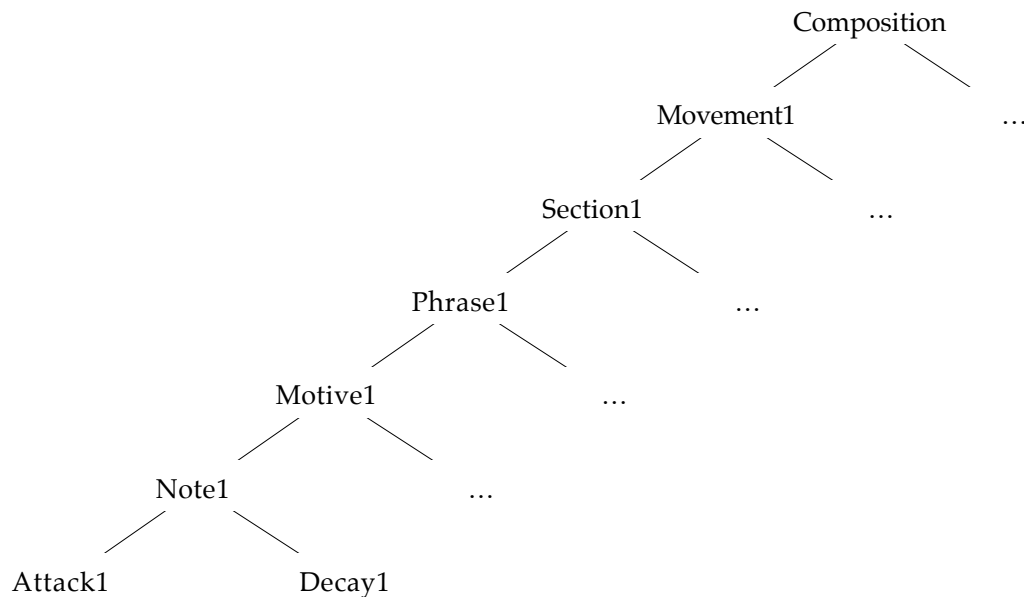 Composition
Movement1 …
Section1 …
Phrase1 …
Motive1 …
Note1 …
Attack1 Decay1